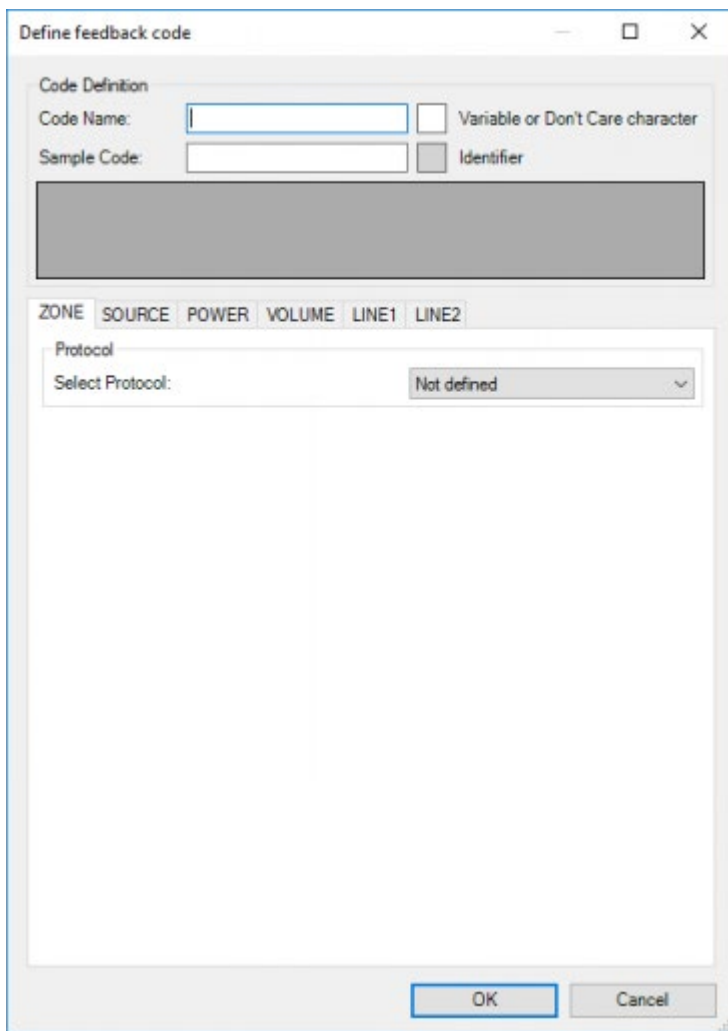 Define feedback code
Code Definition
Code Name:
Variable or Don't Care character
Sample Code:
Identifier
ZONE SOURCE POWER VOLUME LINE1 LINE2
Protocol
Select Protocol: Not defined
OK Cancel